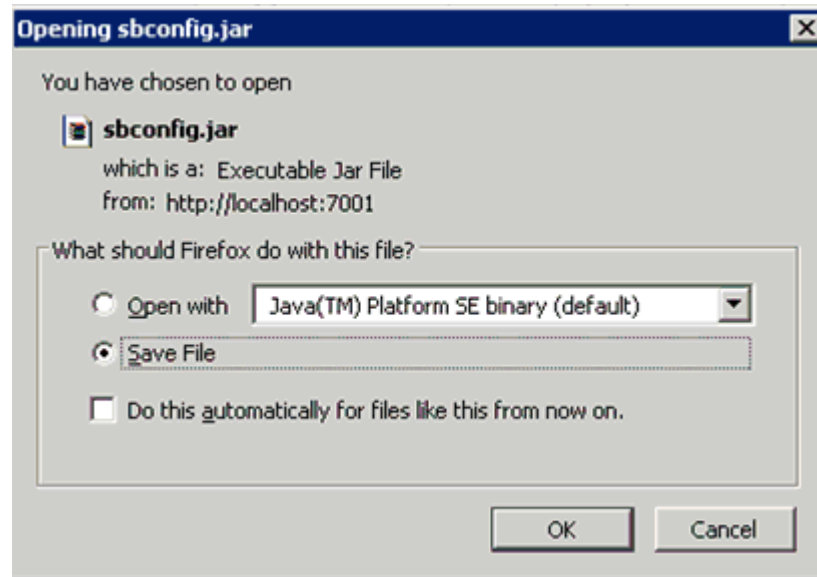 Opening sbconfig.jar
You have chosen to open
sbconfig.jar
which is a: Executable Jar File
from: http://localhost:7001
What should Firefox do with this file?
Open with Java(TM) Platform SE binary (default)
Save File
Do this automatically for files like this from now on.
OK Cancel